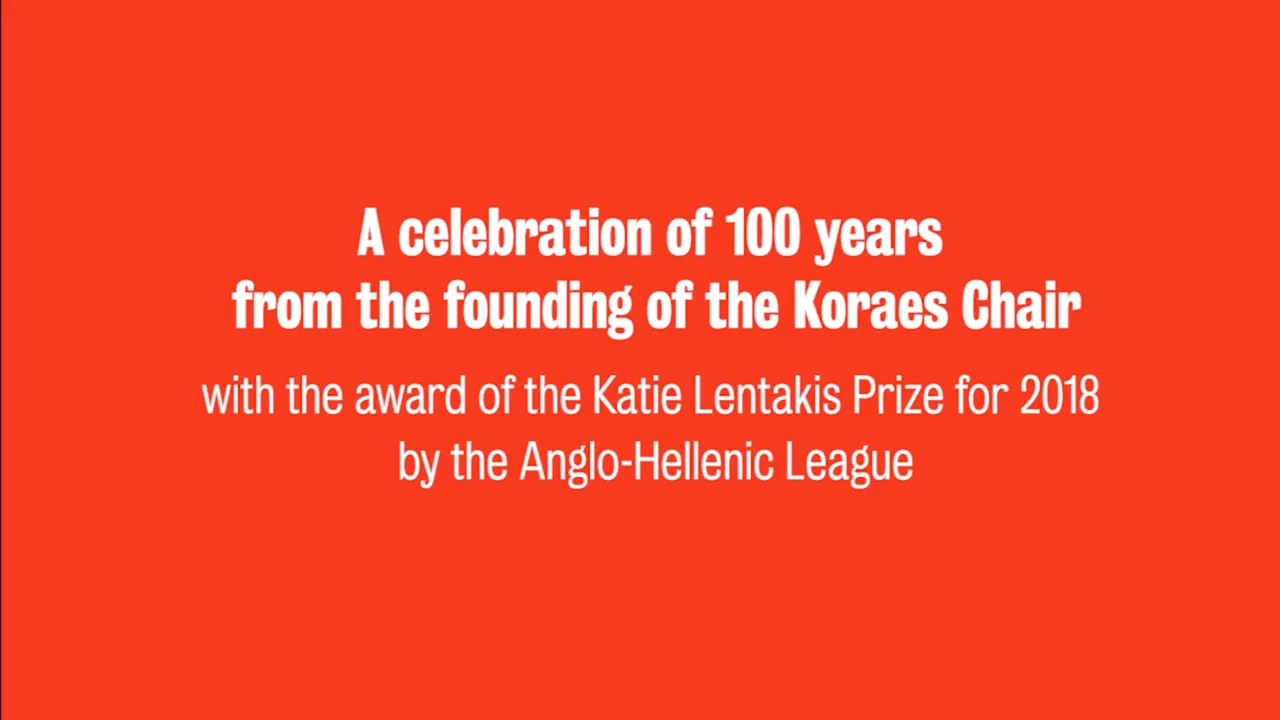 A celebration of 100 years
from the founding of the Koraes Chair
with the award of the Katie Lentakis Prize for 2018
by the Anglo-Hellenic League